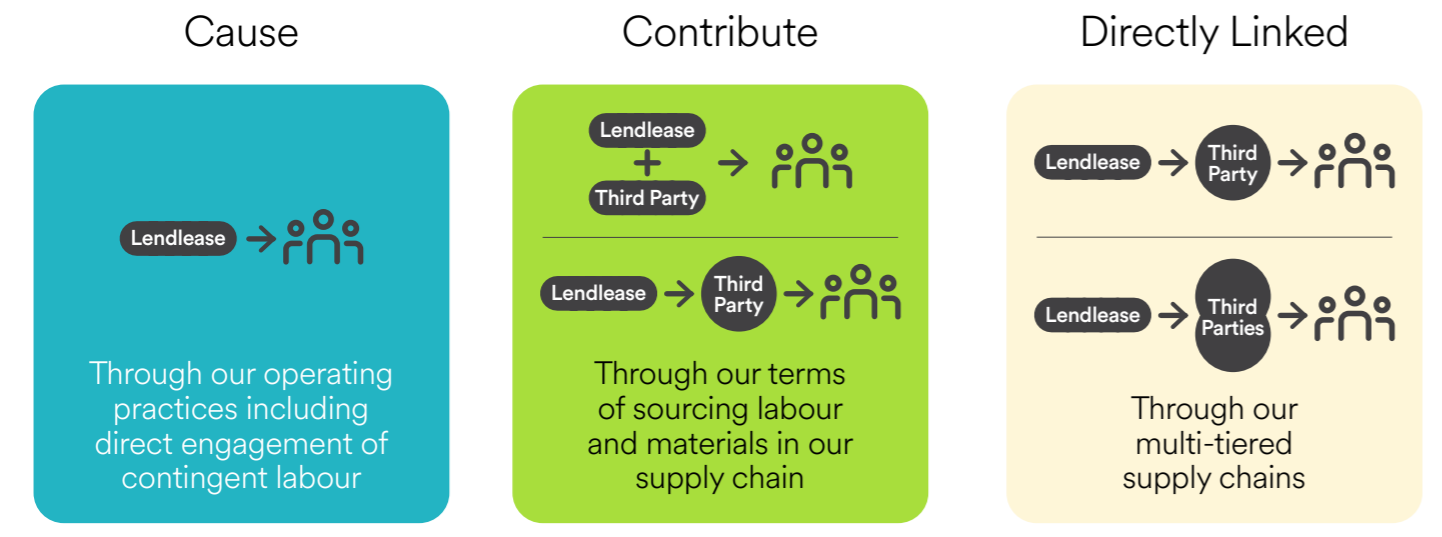 Cause
Lendlease
Through our operating
practices including
direct engagement of
contingent labour
Contribute
Lendlease
+
Third Party
Lendlease
Third
Party
Through our terms
of sourcing labour
and materials in our
supply chain
Directly Linked
Lendlease
Third
Party
Lendlease
Third
Parties
Through our
multi-tiered
supply chains